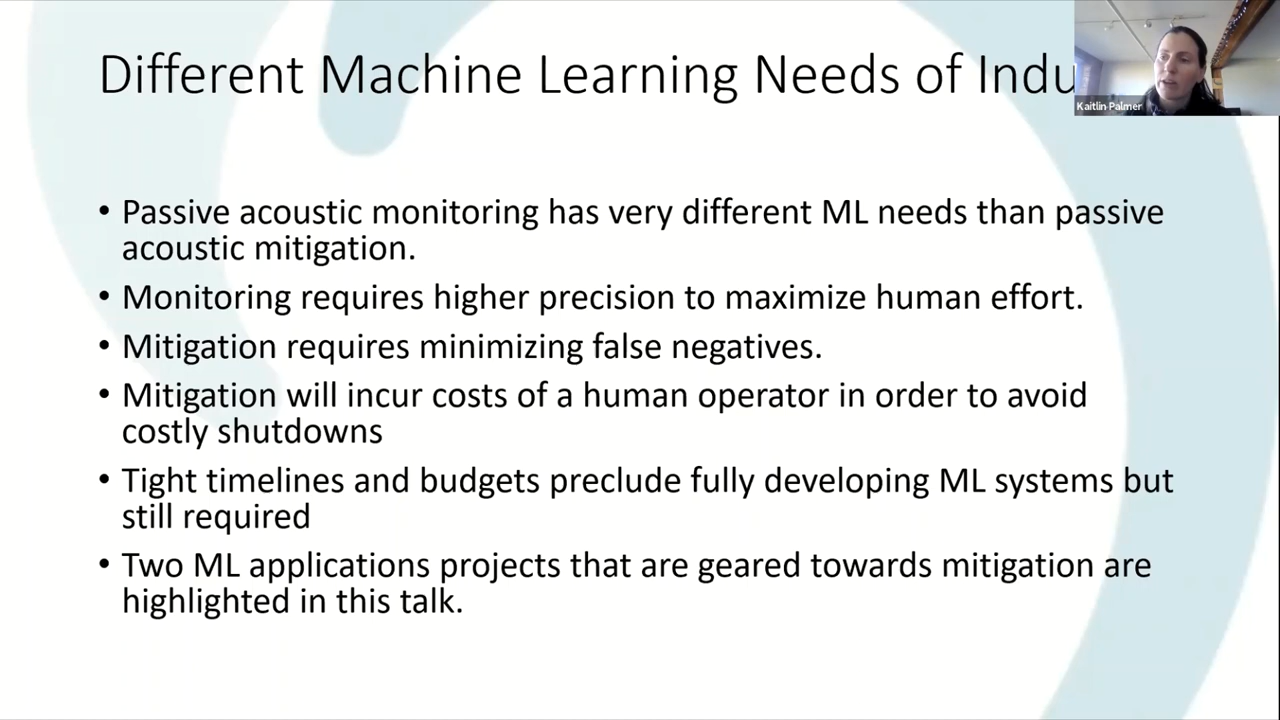 Different Machine Learning Needs of Indu
Kaitlin Palmer
• Passive acoustic monitoring has very different ML needs than passive
acoustic mitigation.
• Monitoring requires higher precision to maximize human effort.
• Mitigation requires minimizing false negatives.
• Mitigation will incur costs of a human operator in order to avoid
costly shutdowns
• Tight timelines and budgets preclude fully developing ML systems but
still required
• Two ML applications projects that are geared towards mitigation are
highlighted in this talk.